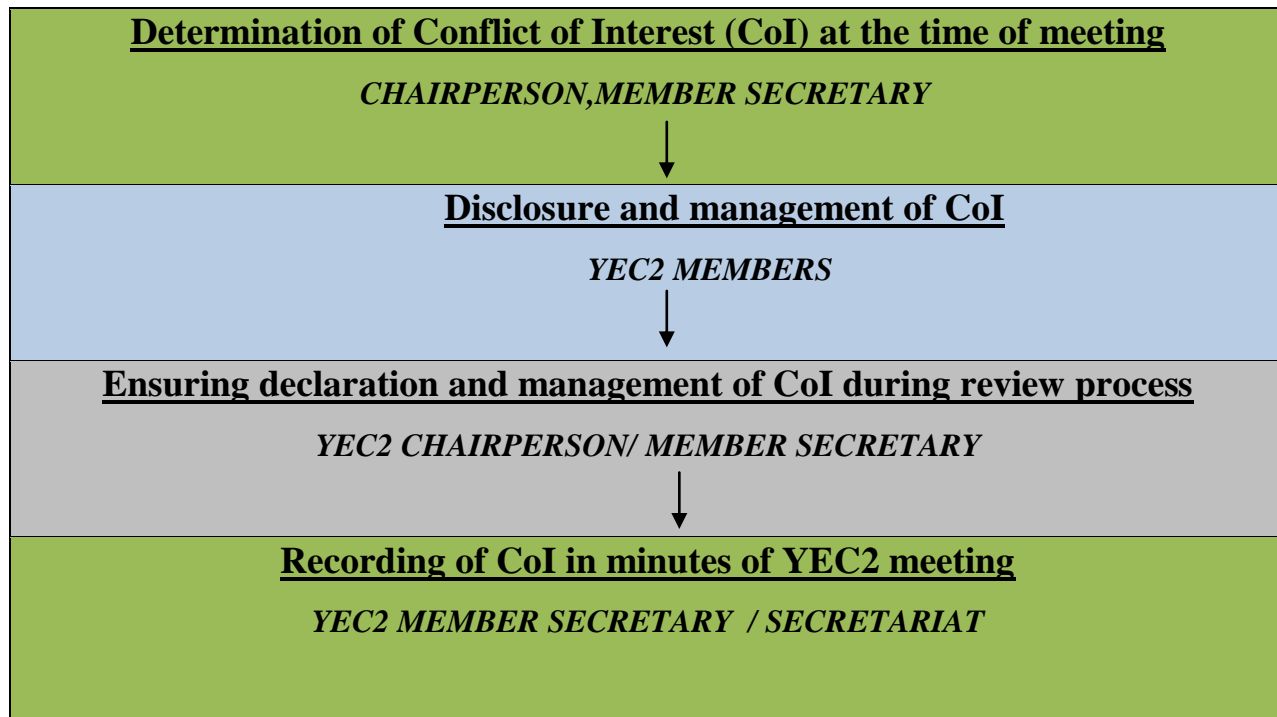 Determination of Conflict of Interest (CoI) at the time of meeting
CHAIRPERSON,MEMBER SECRETARY
Disclosure and management of CoI
YEC2 MEMBERS
Ensuring declaration and management of CoI during review process
YEC2 CHAIRPERSON/ MEMBER SECRETARY
Recording of CoI in minutes of YEC2 meeting
YEC2 MEMBER SECRETARY / SECRETARIAT